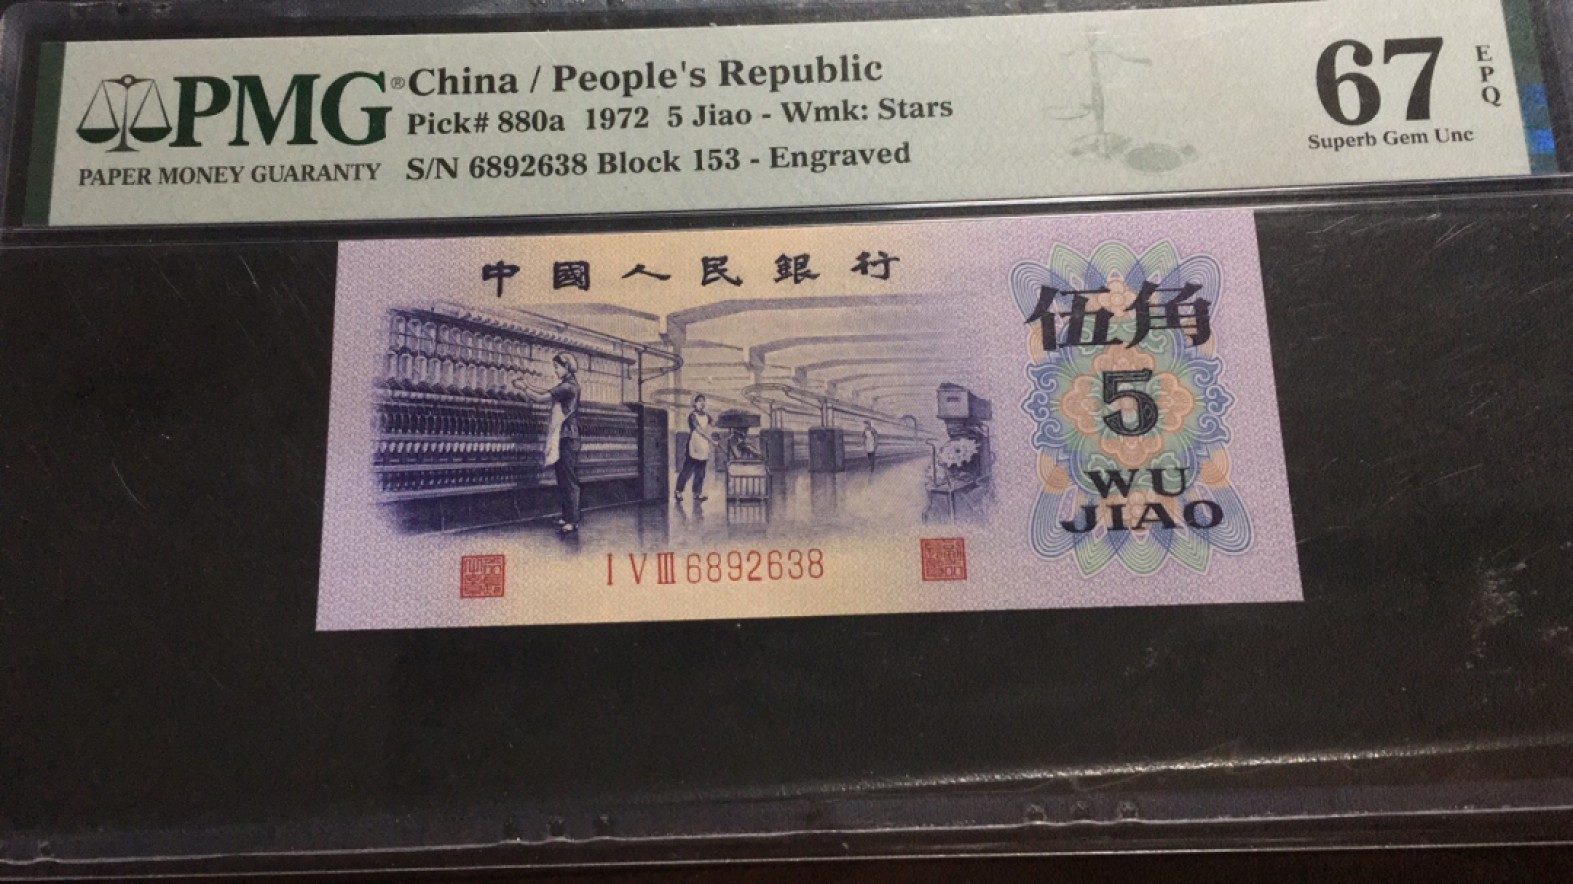 PMG®
PAPER MONEY GUARANTY
China / People's Republic
Pick# 880a 1972 5 Jiao - Wmk: Stars
S/N 6892638 Block 153 - Engraved
67
EPQ
Superb Gem Unc
中國人民銀行
伍角
5
WU
JIAO
I V III 6892638